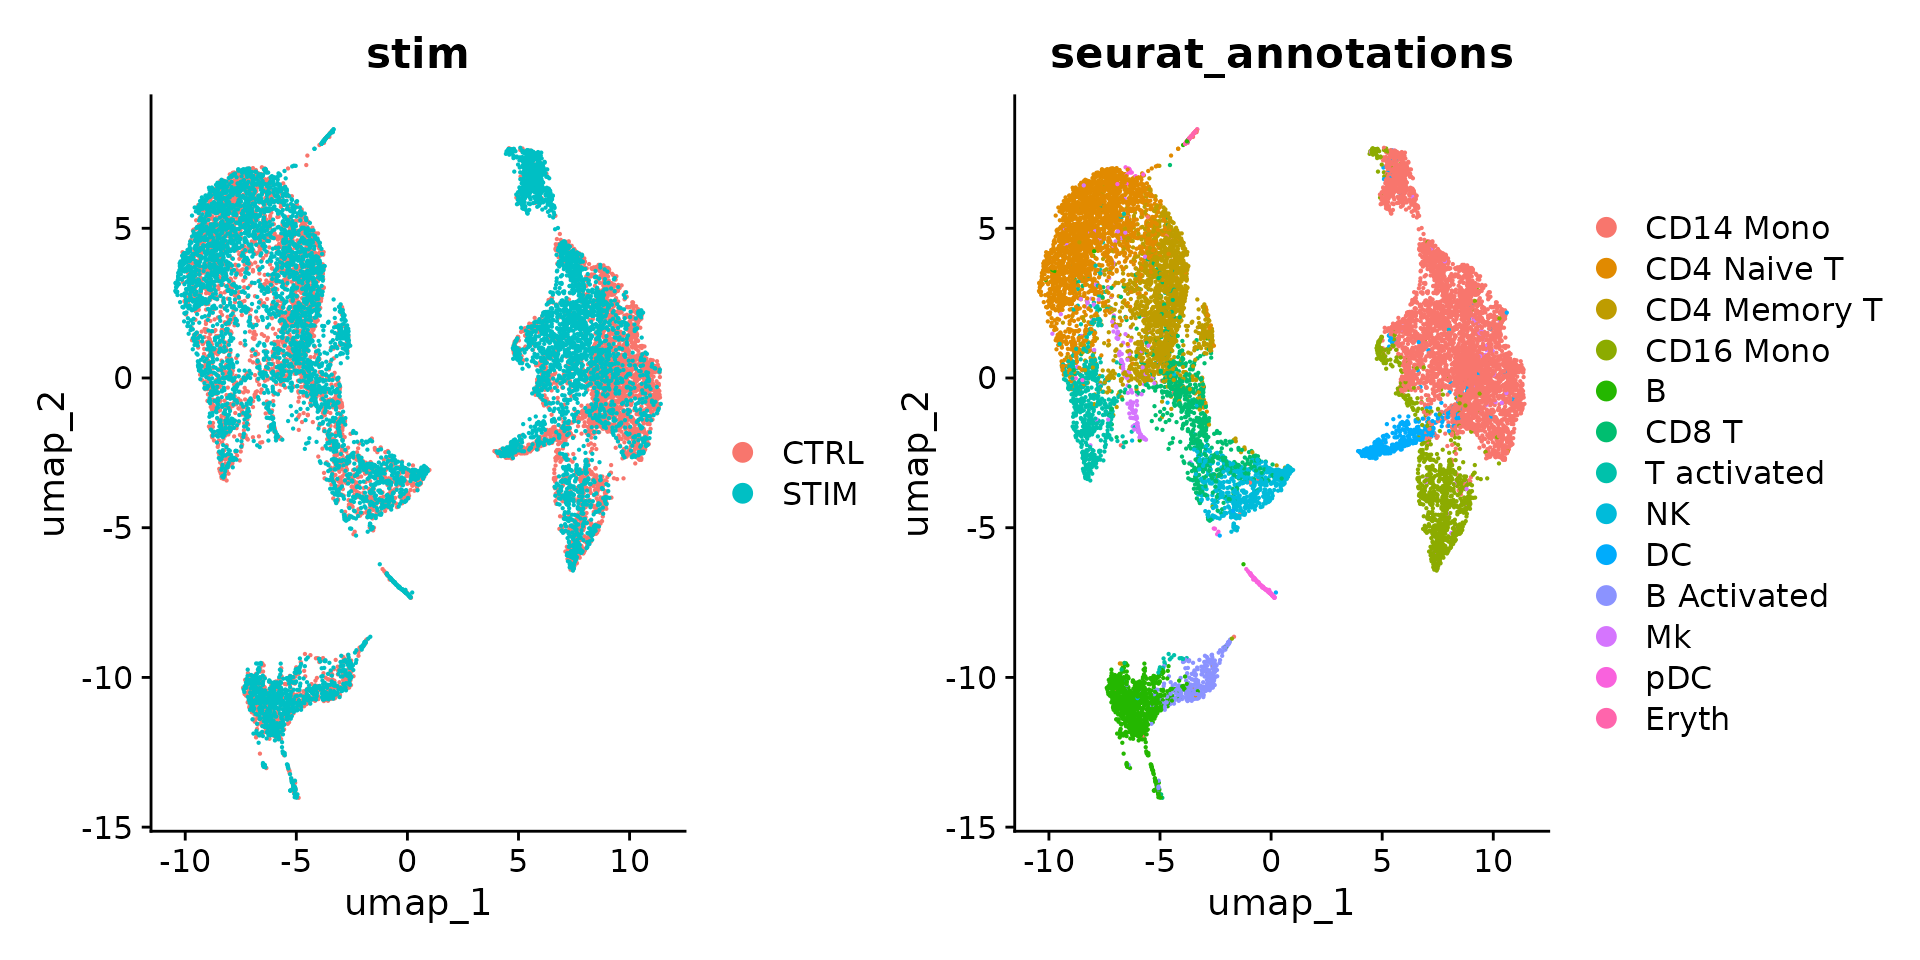 stim
5
0
-5
-10
-15
-10 -5 0 5 10
umap_1
umap_2
CTRL
STIM
seurat_annotations
5
0
-5
-10
-15
-10 -5 0 5 10
umap_1
umap_2
CD14 Mono
CD4 Naive T
CD4 Memory T
CD16 Mono
B
CD8 T
T activated
NK
DC
B Activated
Mk
pDC
Eryth